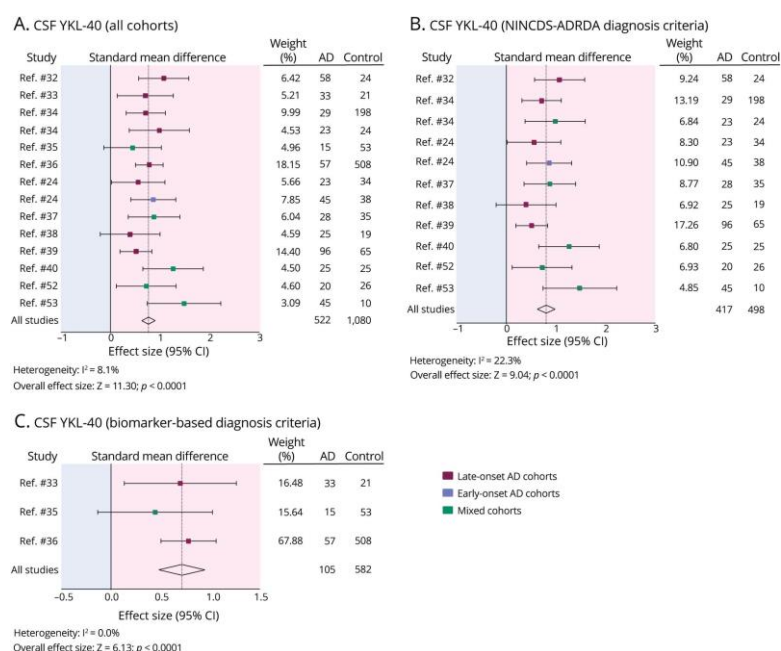 A. CSF YKL-40 (all cohorts)
Study Standard mean difference Weight (%) AD Control
Ref. #32 6.42 58 24
Ref. #33 5.21 33 21
Ref. #34 9.99 29 198
Ref. #34 4.53 23 24
Ref. #35 4.96 15 53
Ref. #36 18.15 57 508
Ref. #24 5.66 23 34
Ref. #24 7.85 45 38
Ref. #37 6.04 28 35
Ref. #38 4.59 25 19
Ref. #39 14.40 96 65
Ref. #40 4.50 25 25
Ref. #52 4.60 20 26
Ref. #53 3.09 45 10
All studies 522 1,080
−1 0 1 2 3
Effect size (95% CI)
Heterogeneity: I² = 8.1%
Overall effect size: Z = 11.30; p < 0.0001
B. CSF YKL-40 (NINCDS-ADRDA diagnosis criteria)
Study Standard mean difference Weight (%) AD Control
Ref. #32 9.24 58 24
Ref. #34 13.19 29 198
Ref. #34 6.84 23 24
Ref. #24 8.30 23 34
Ref. #24 10.90 45 38
Ref. #37 8.77 28 35
Ref. #38 6.92 25 19
Ref. #39 17.26 96 65
Ref. #40 6.80 25 25
Ref. #52 6.93 20 26
Ref. #53 4.85 45 10
All studies 417 498
−1 0 1 2 3
Effect size (95% CI)
Heterogeneity: I² = 22.3%
Overall effect size: Z = 9.04; p < 0.0001
C. CSF YKL-40 (biomarker-based diagnosis criteria)
Study Standard mean difference Weight (%) AD Control
Ref. #33 16.48 33 21
Ref. #35 15.64 15 53
Ref. #36 67.88 57 508
All studies 105 582
−0.5 0.0 0.5 1.0 1.5
Effect size (95% CI)
Heterogeneity: I² = 0.0%
Overall effect size: Z = 6.13; p < 0.0001
Late-onset AD cohorts
Early-onset AD cohorts
Mixed cohorts